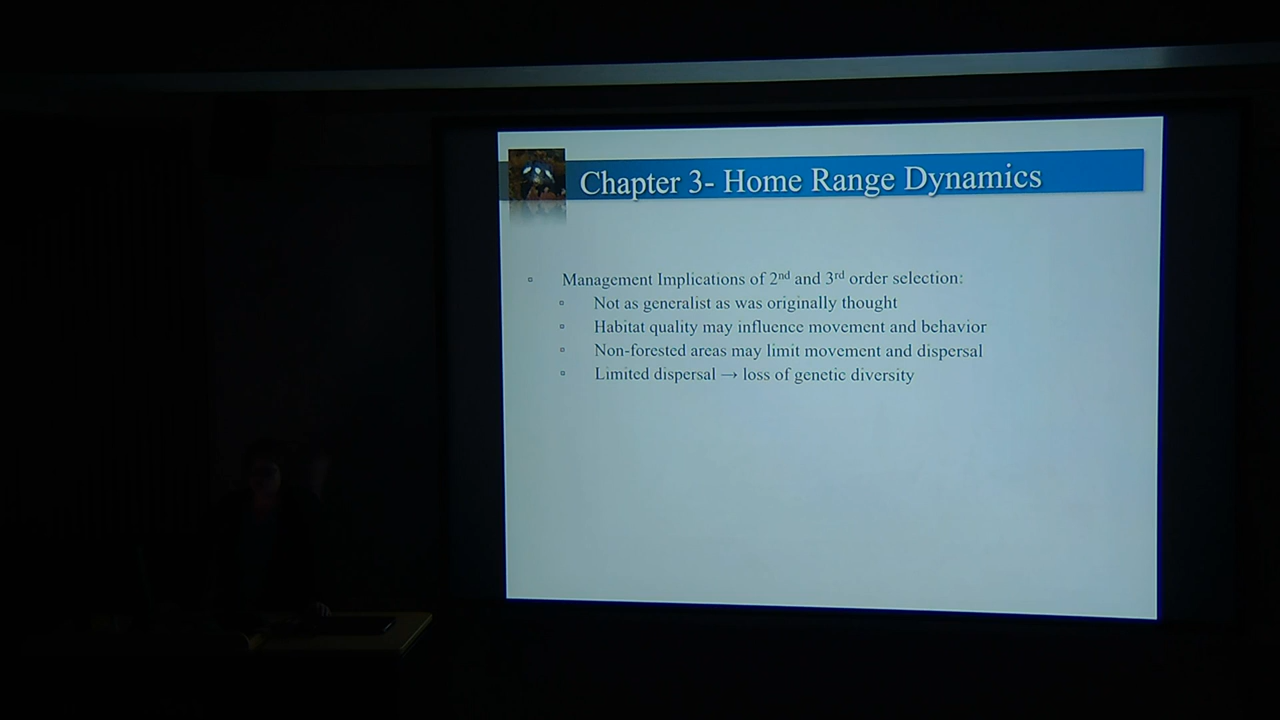 Chapter 3- Home Range Dynamics
Management Implications of 2nd and 3rd order selection:
Not as generalist as was originally thought
Habitat quality may influence movement and behavior
Non-forested areas may limit movement and dispersal
Limited dispersal → loss of genetic diversity